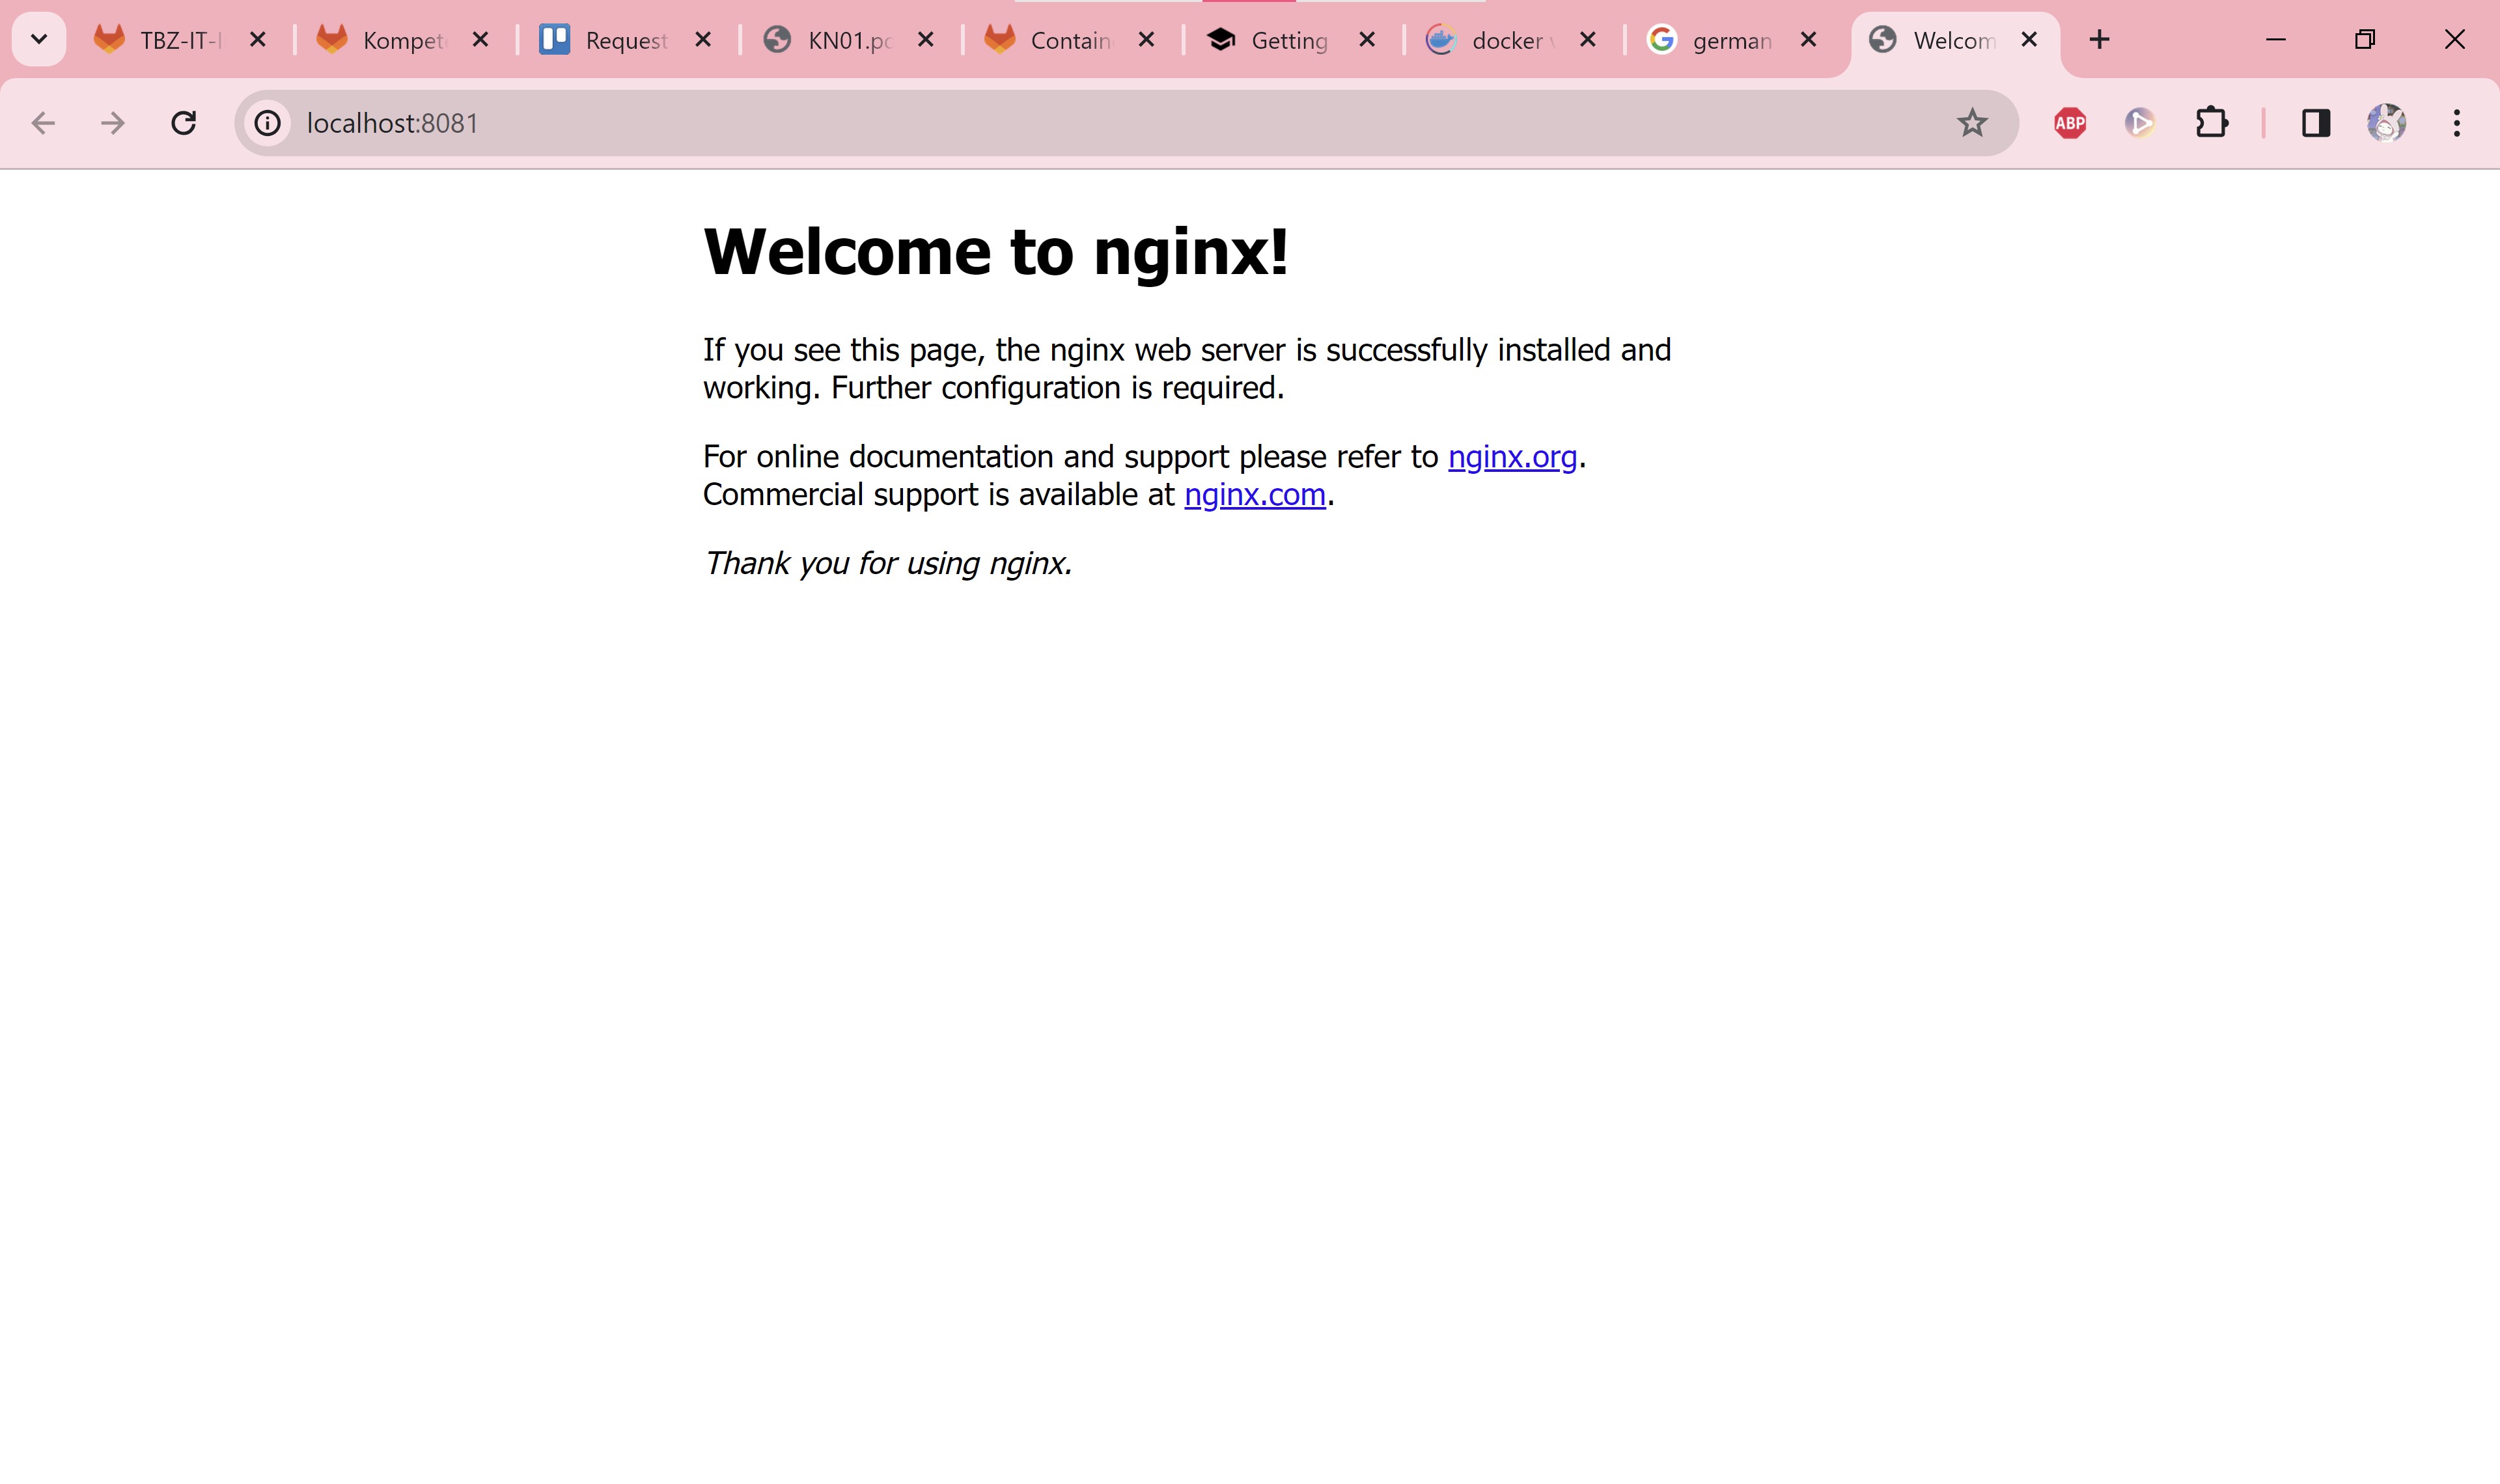 TBZ-IT-
Kompet
Request
KN01.pd
Contain
Getting
docker
german
Welcom
localhost:8081
ABP
Welcome to nginx!
If you see this page, the nginx web server is successfully installed and
working. Further configuration is required.
For online documentation and support please refer to nginx.org.
Commercial support is available at nginx.com.
Thank you for using nginx.